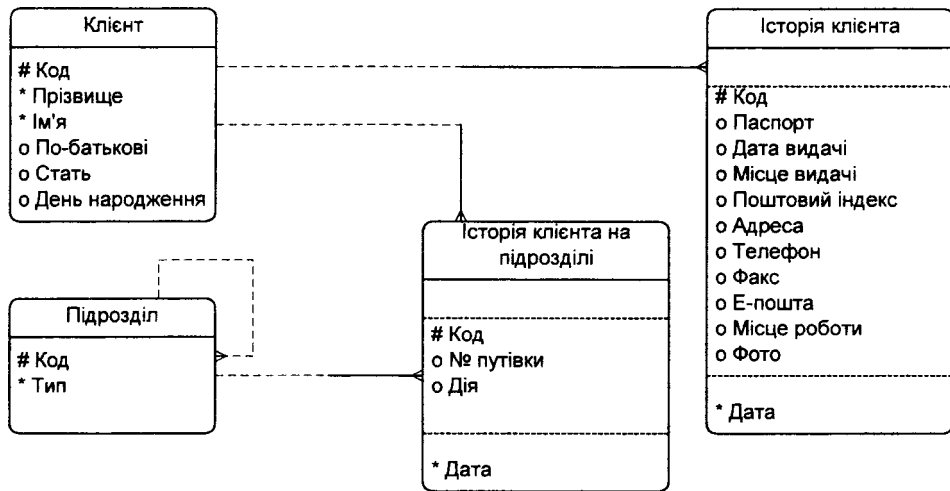 Клієнт
# Код
* Прізвище
* Ім'я
o По-батькові
o Стать
o День народження
Історія клієнта
# Код
o Паспорт
o Дата видачі
o Місце видачі
o Поштовий індекс
o Адреса
o Телефон
o Факс
o Е-пошта
o Місце роботи
o Фото
* Дата
Історія клієнта на
підрозділі
# Код
o № путівки
o Дія
* Дата
Підрозділ
# Код
* Тип